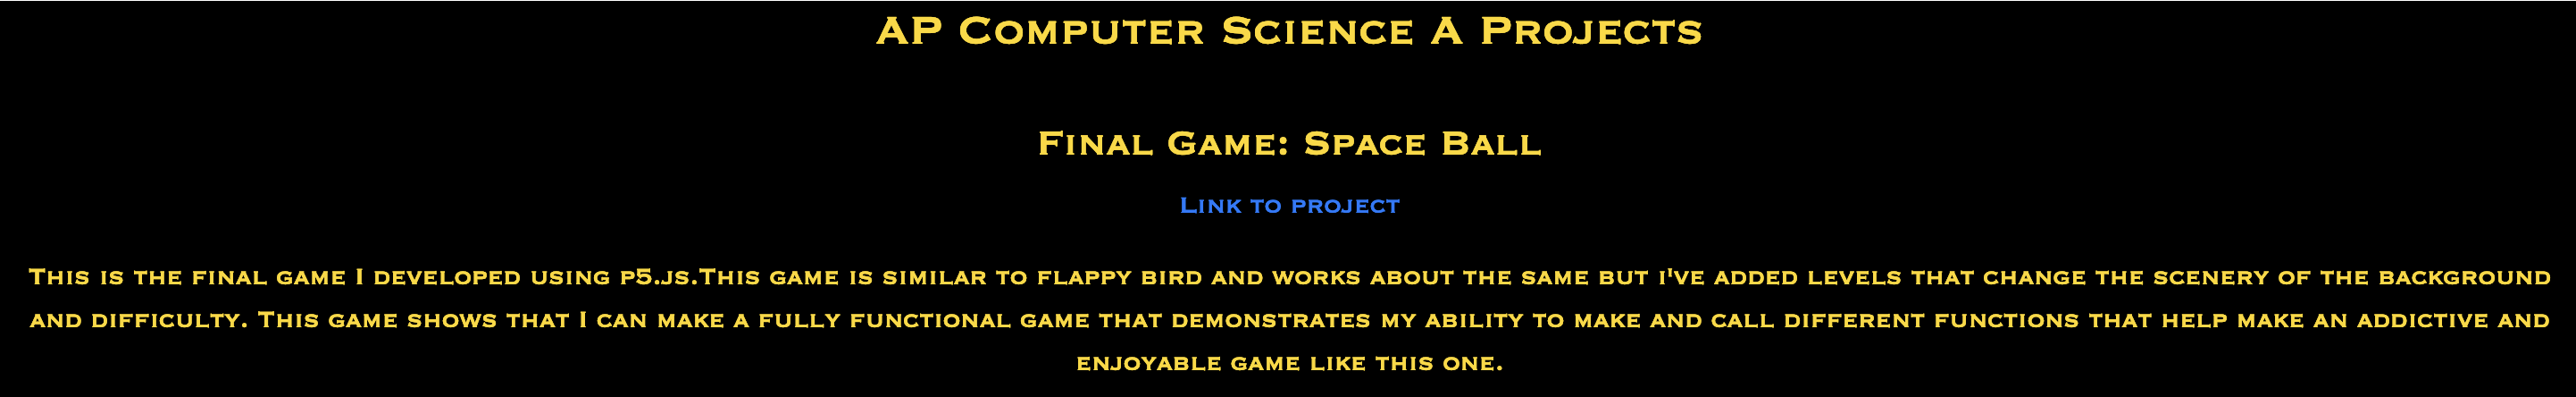 AP Computer Science A Projects
Final Game: Space Ball
Link to project
This is the final game I developed using p5.js.This game is similar to flappy bird and works about the same but i've added levels that change the scenery of the background
and difficulty. This game shows that I can make a fully functional game that demonstrates my ability to make and call different functions that help make an addictive and
enjoyable game like this one.